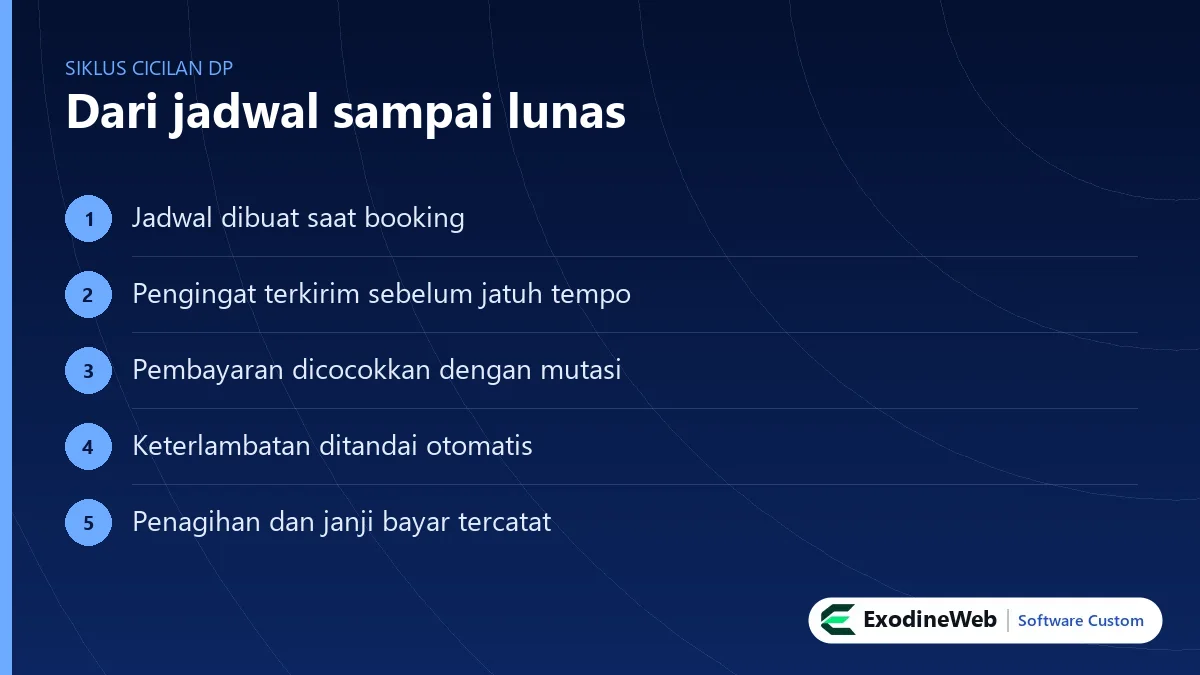 SIKLUS CICILAN DP
Dari jadwal sampai lunas
1 Jadwal dibuat saat booking
2 Pengingat terkirim sebelum jatuh tempo
3 Pembayaran dicocokkan dengan mutasi
4 Keterlambatan ditandai otomatis
5 Penagihan dan janji bayar tercatat
ExodineWeb | Software Custom